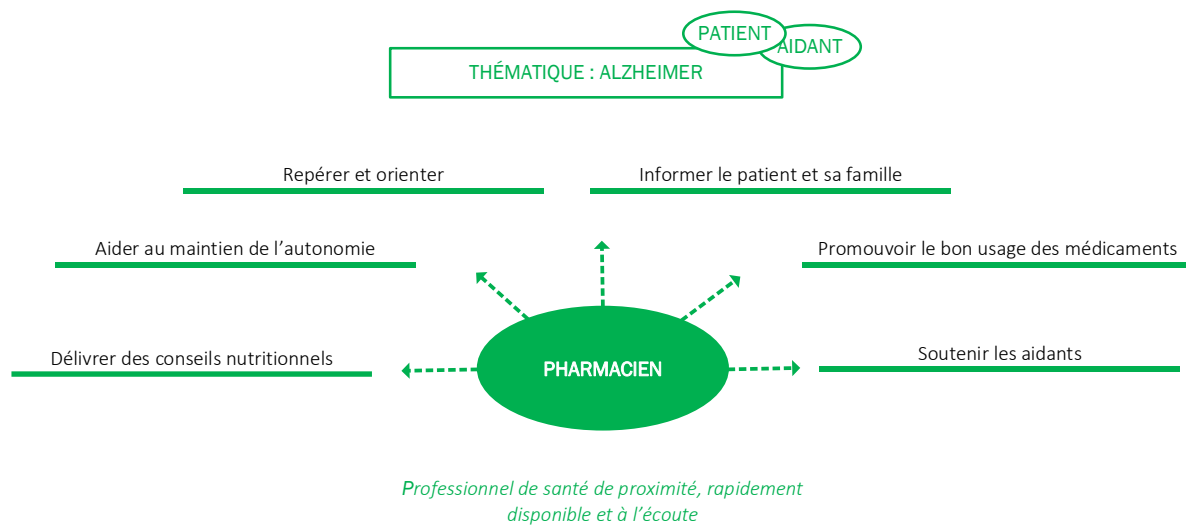 PATIENT
AIDANT
THÉMATIQUE : ALZHEIMER
Repérer et orienter
Informer le patient et sa famille
Aider au maintien de l’autonomie
Promouvoir le bon usage des médicaments
Délivrer des conseils nutritionnels
PHARMACIEN
Soutenir les aidants
Professionnel de santé de proximité, rapidement
disponible et à l’écoute